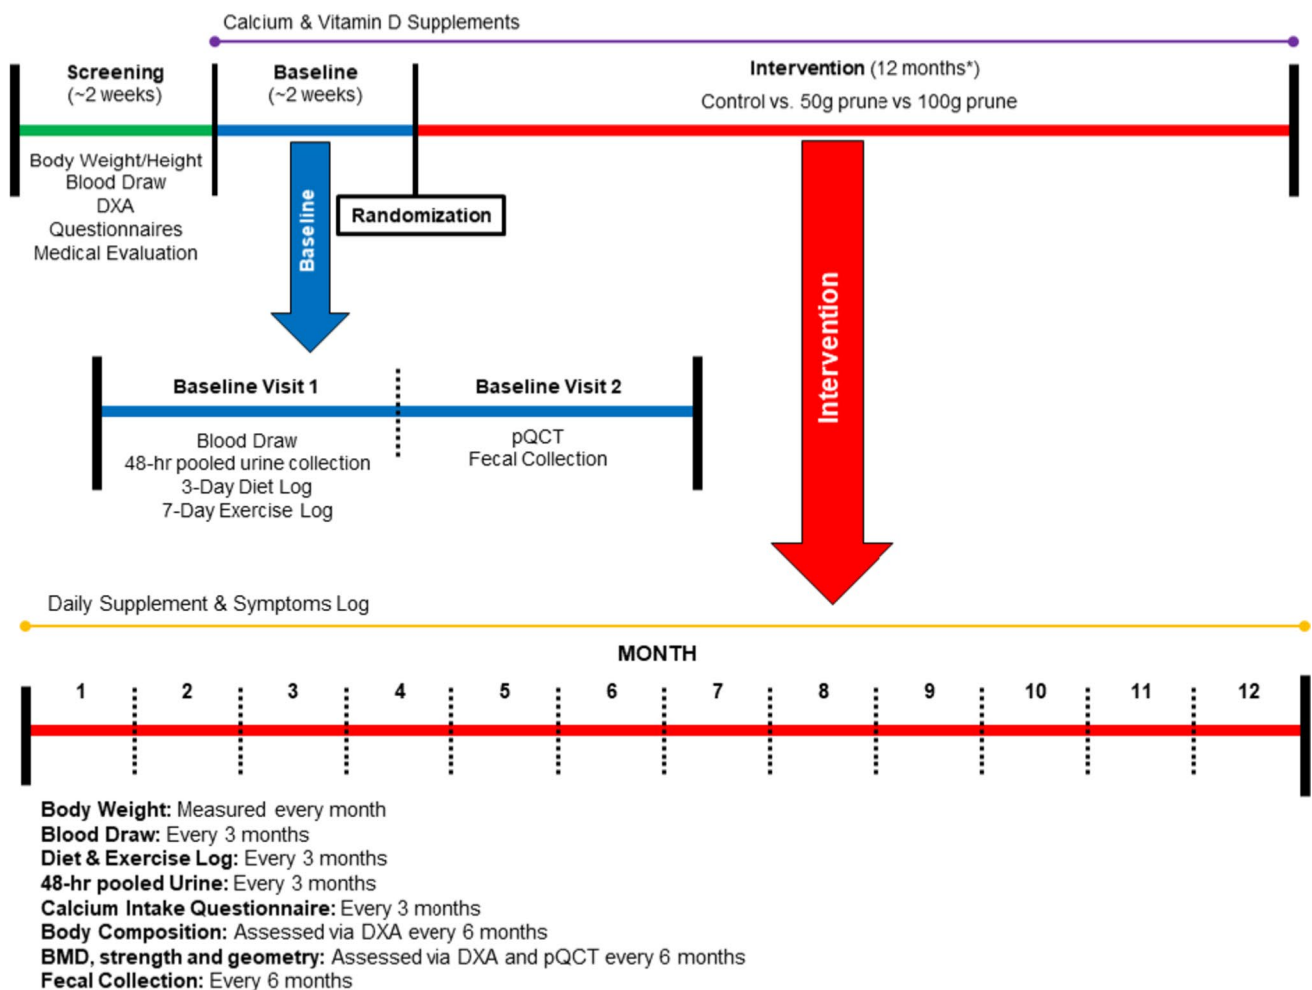 Calcium & Vitamin D Supplements
Screening
(~2 weeks)
Baseline
(~2 weeks)
Intervention (12 months*)
Control vs. 50g prune vs 100g prune
Body Weight/Height
Blood Draw
DXA
Questionnaires
Medical Evaluation
Baseline
Randomization
Intervention
Baseline Visit 1
Baseline Visit 2
Blood Draw
48-hr pooled urine collection
3-Day Diet Log
7-Day Exercise Log
pQCT
Fecal Collection
Daily Supplement & Symptoms Log
MONTH
1 2 3 4 5 6 7 8 9 10 11 12
Body Weight: Measured every month
Blood Draw: Every 3 months
Diet & Exercise Log: Every 3 months
48-hr pooled Urine: Every 3 months
Calcium Intake Questionnaire: Every 3 months
Body Composition: Assessed via DXA every 6 months
BMD, strength and geometry: Assessed via DXA and pQCT every 6 months
Fecal Collection: Every 6 months